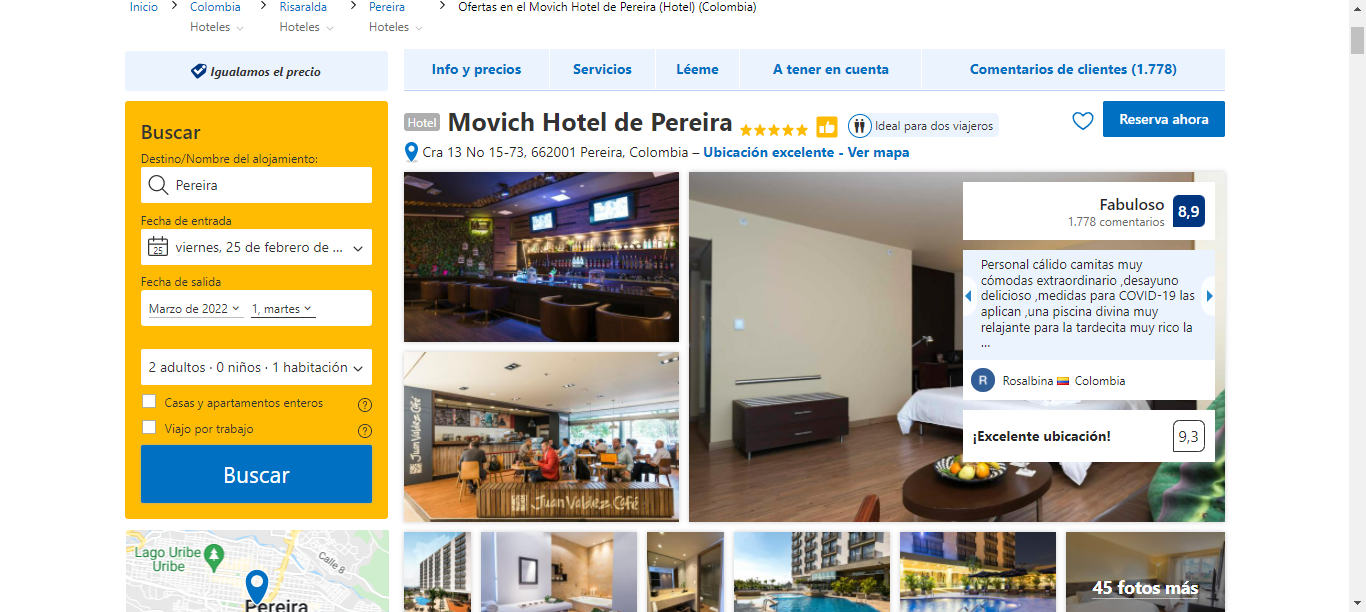 Inicio
Colombia
Risaralda
Pereira
Ofertas en el Movich Hotel de Pereira (Hotel) (Colombia)
Hoteles
Hoteles
Hoteles
Igualamos el precio
Info y precios
Servicios
Léeme
A tener en cuenta
Comentarios de clientes (1.778)
Buscar
Destino/Nombre del alojamiento:
Pereira
Fecha de entrada
25
viernes, 25 de febrero de ...
Fecha de salida
Marzo de 2022
1, martes
2 adultos · 0 niños · 1 habitación
Casas y apartamentos enteros
?
Viajo por trabajo
?
Buscar
Lago Uribe
Uribe
Calle 8
Pereira
Hotel
Movich Hotel de Pereira
Ideal para dos viajeros
Reserva ahora
Cra 13 No 15-73, 662001 Pereira, Colombia – Ubicación excelente - Ver mapa
Juan Valdez Café
Juan Valdez Café
Fabuloso
1.778 comentarios
8,9
Personal cálido camitas muy
cómodas extraordinario ,desayuno
delicioso ,medidas para COVID-19 las
aplican ,una piscina divina muy
relajante para la tardecita muy rico la
...
R
Rosalbina
Colombia
¡Excelente ubicación!
9,3
45 fotos más